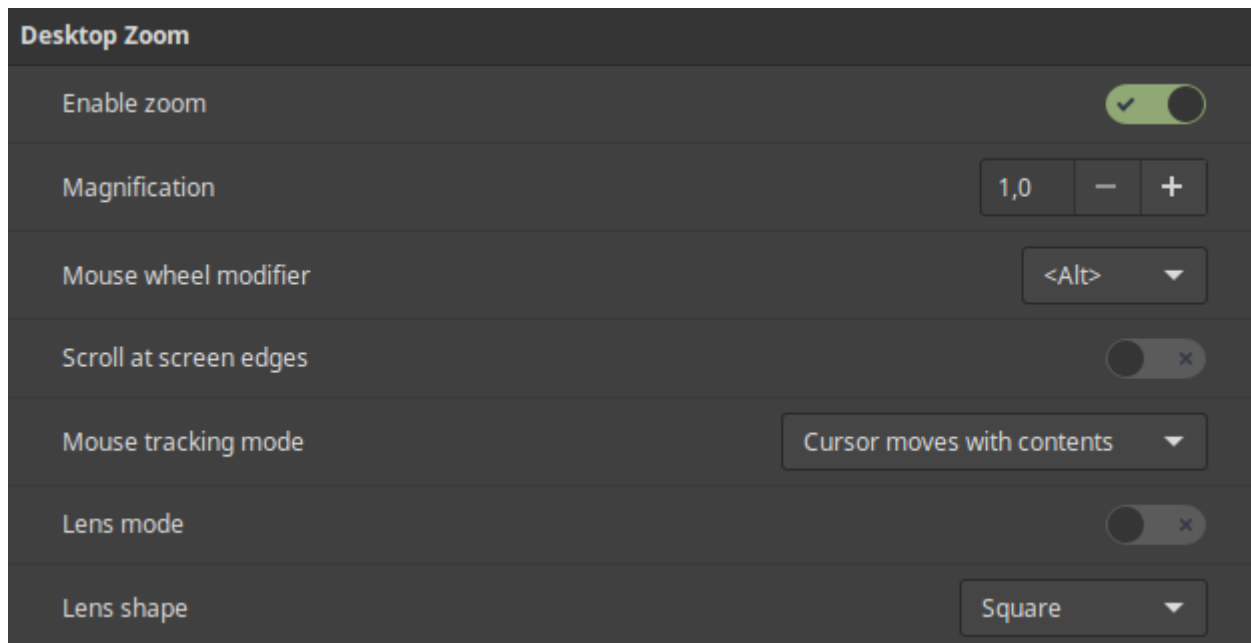 Desktop Zoom
Enable zoom
Magnification 1,0
Mouse wheel modifier <Alt>
Scroll at screen edges
Mouse tracking mode Cursor moves with contents
Lens mode
Lens shape Square